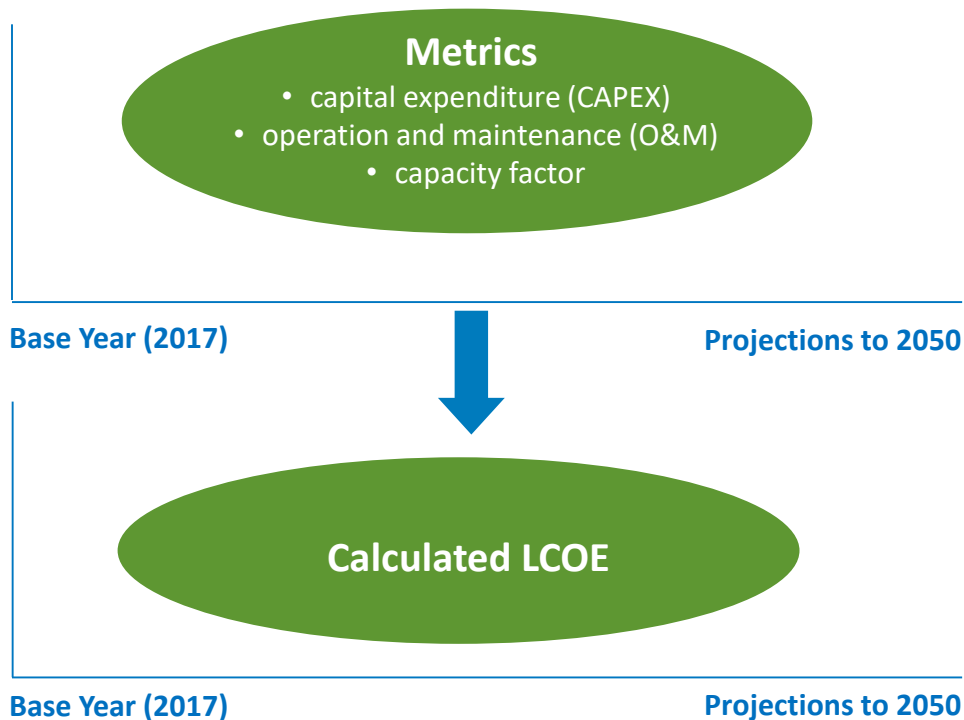 Metrics
• capital expenditure (CAPEX)
• operation and maintenance (O&M)
• capacity factor
Base Year (2017)
Projections to 2050
Calculated LCOE
Base Year (2017)
Projections to 2050